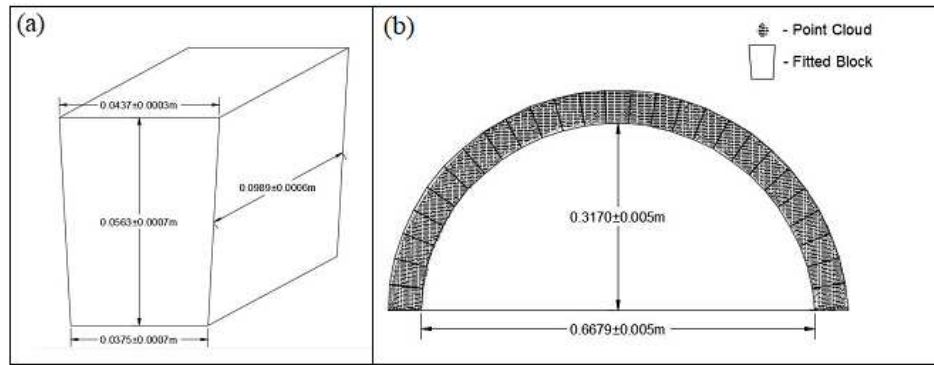 (a)
0.0437±0.0003m
0.0989±0.0006m
0.0563±0.0007m
0.0375±0.0007m
(b)
- Point Cloud
- Fitted Block
0.3170±0.005m
0.6679±0.005m